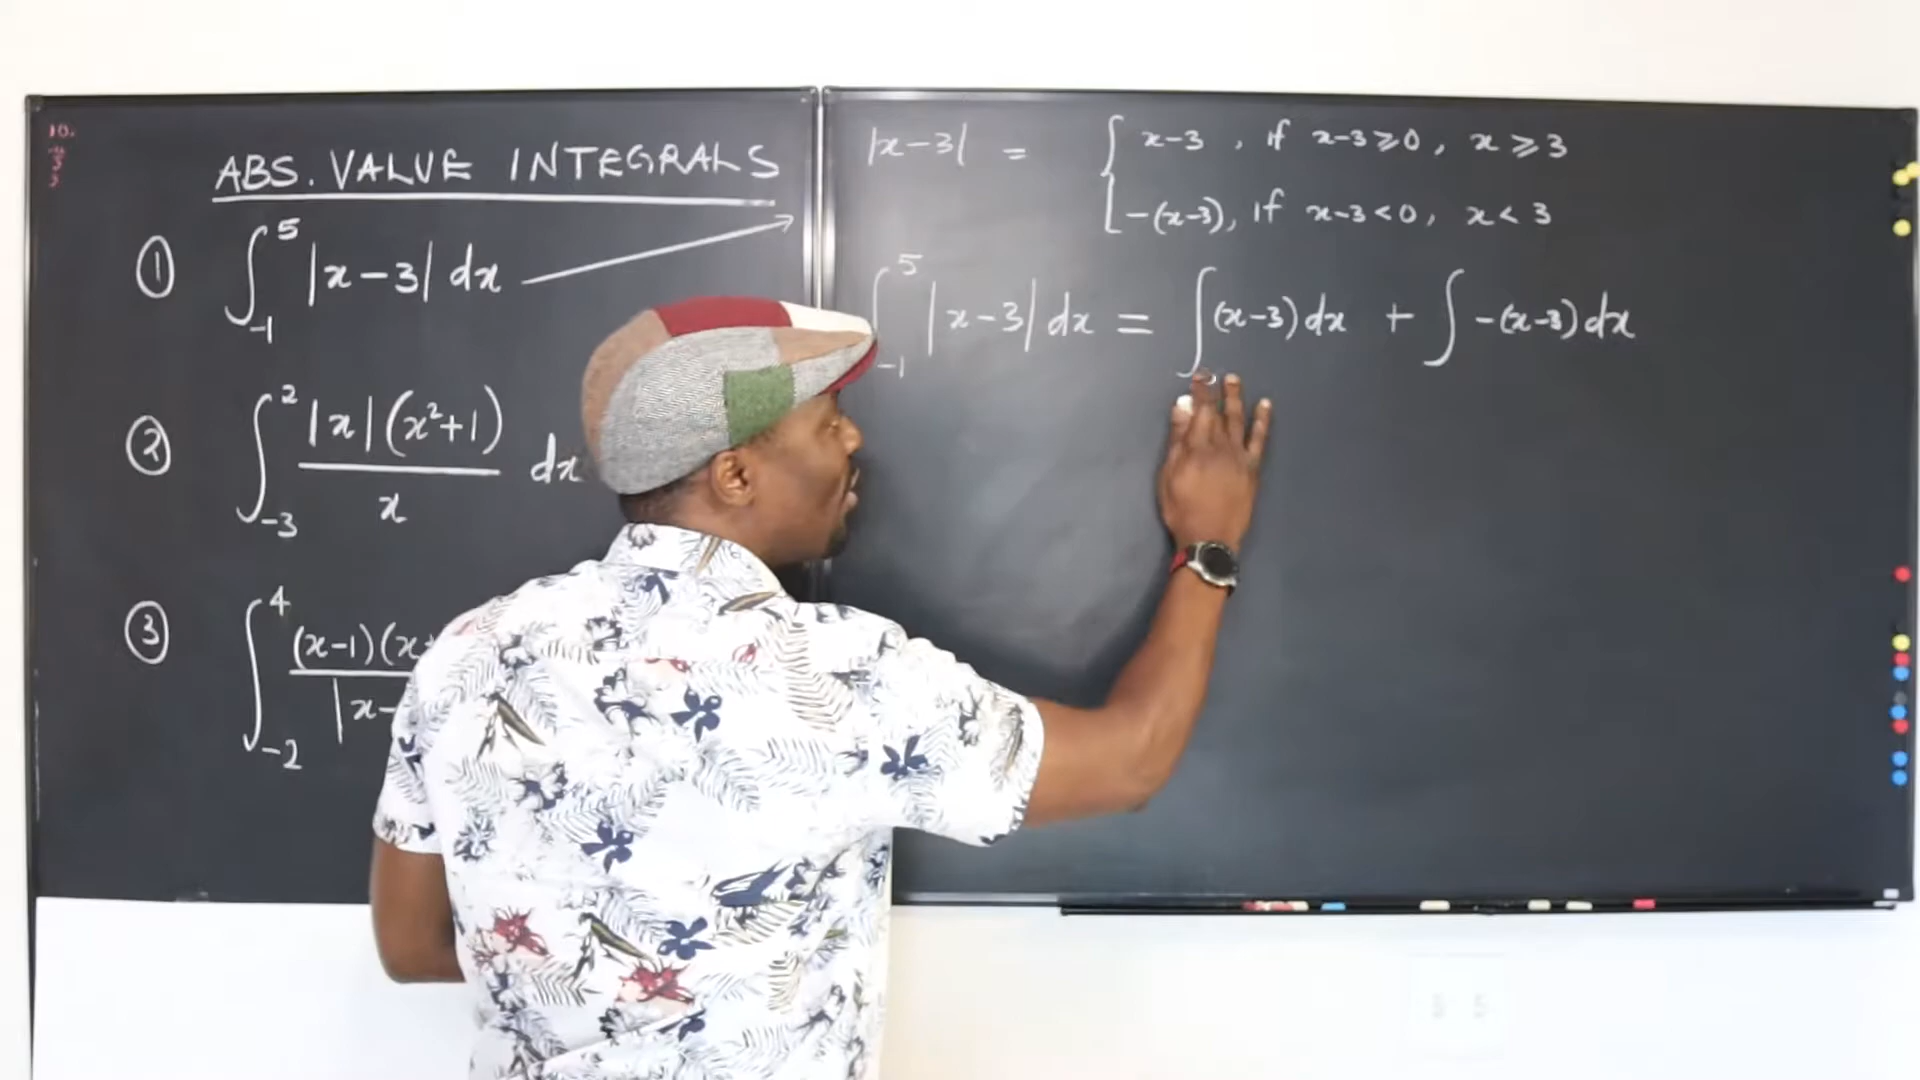 ABS. VALUE INTEGRALS
① ∫_{-1}^{5} |x-3| dx
② ∫_{-3}^{2} |x|(x²+1) / x dx
③ ∫_{-2}^{4} (x-1)(x / |x-
|x-3| = { x-3, if x-3≥0, x≥3
-(x-3), if x-3<0, x<3
∫_{-1}^{5} |x-3| dx = ∫(x-3)dx + ∫-(x-3)dx